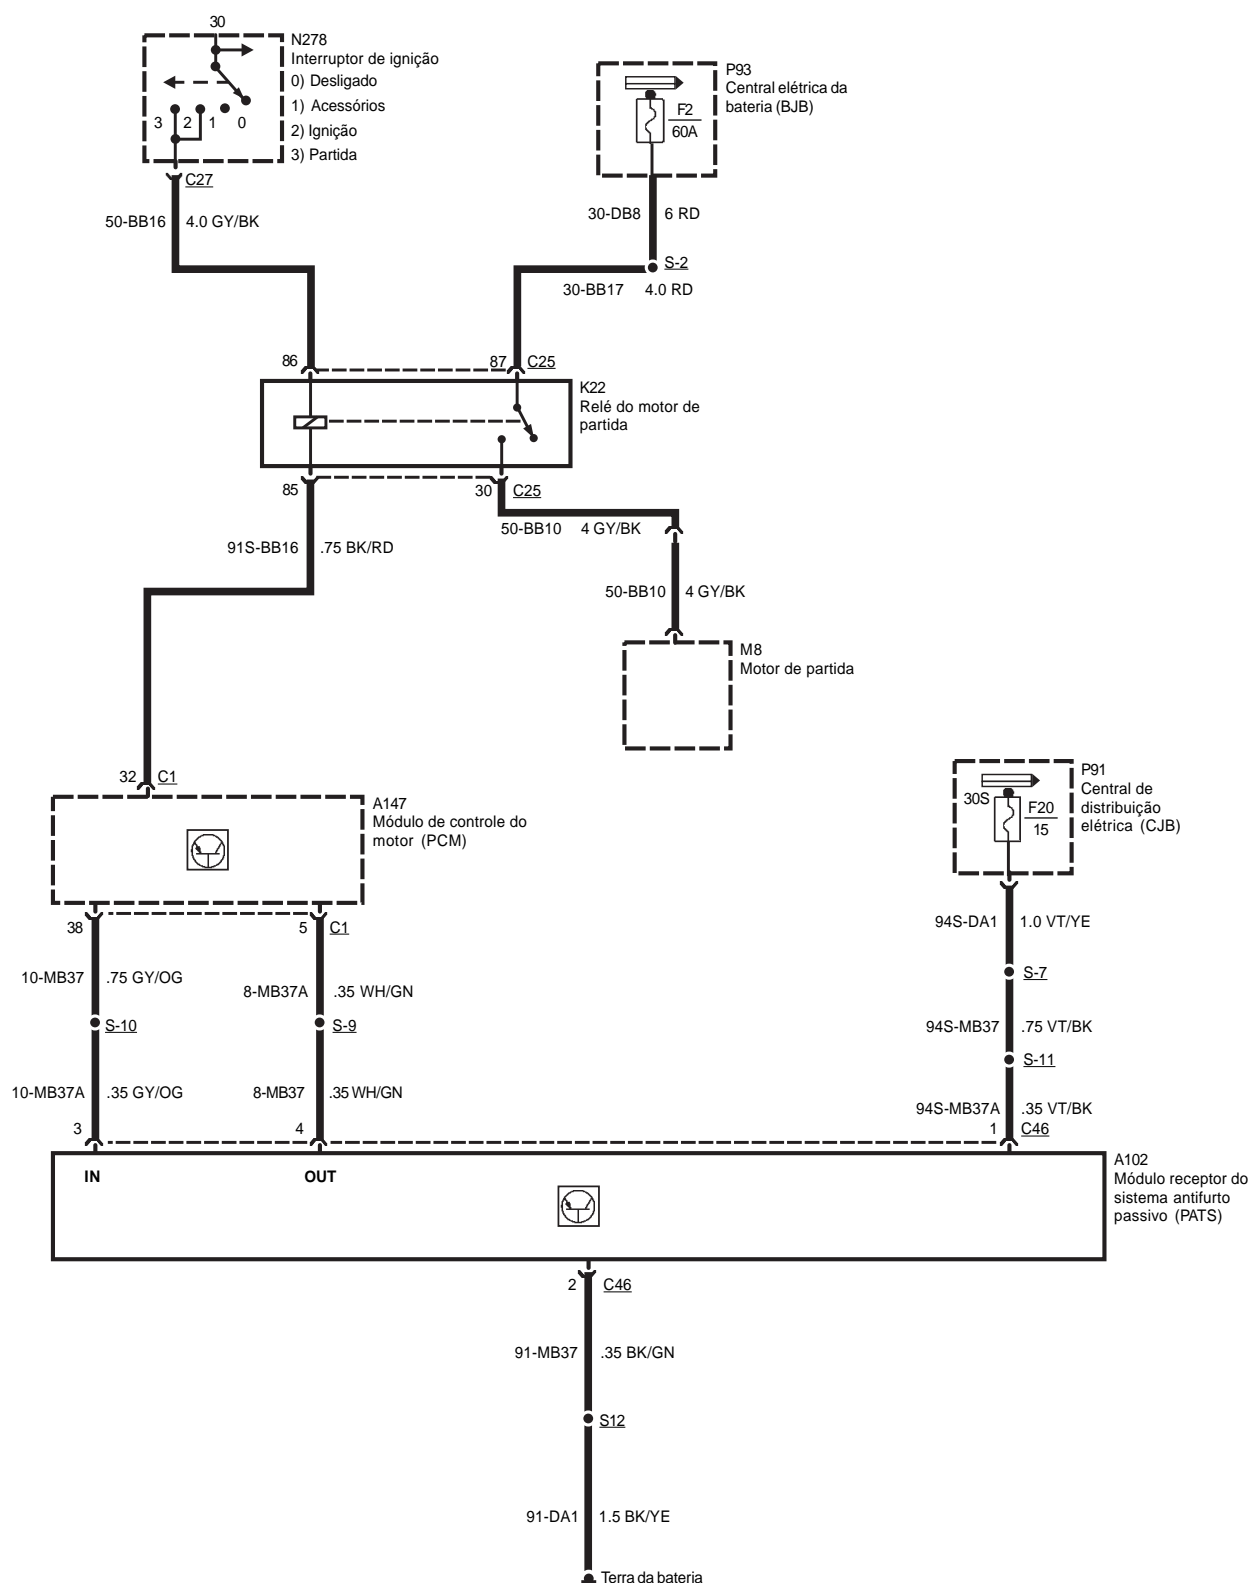 30
N278
Interruptor de ignição
0) Desligado
1) Acessórios
2) Ignição
3) Partida
3 2 1 0
C27
50-BB16 4.0 GY/BK
P93
Central elétrica da
bateria (BJB)
F2
60A
30-DB8 6 RD
S-2
30-BB17 4.0 RD
86 87 C25
K22
Relé do motor de
partida
85 30 C25
50-BB10 4 GY/BK
91S-BB16 .75 BK/RD
50-BB10 4 GY/BK
M8
Motor de partida
32 C1
A147
Módulo de controle do
motor (PCM)
P91
Central de
distribuição
elétrica (CJB)
30S
F20
15
38 5 C1
94S-DA1 1.0 VT/YE
10-MB37 .75 GY/OG
8-MB37A .35 WH/GN
S-7
S-10 S-9
94S-MB37 .75 VT/BK
S-11
10-MB37A .35 GY/OG
8-MB37 .35 WH/GN
94S-MB37A .35 VT/BK
3 4 1 C46
IN OUT
A102
Módulo receptor do
sistema antifurto
passivo (PATS)
2 C46
91-MB37 .35 BK/GN
S12
91-DA1 1.5 BK/YE
Terra da bateria